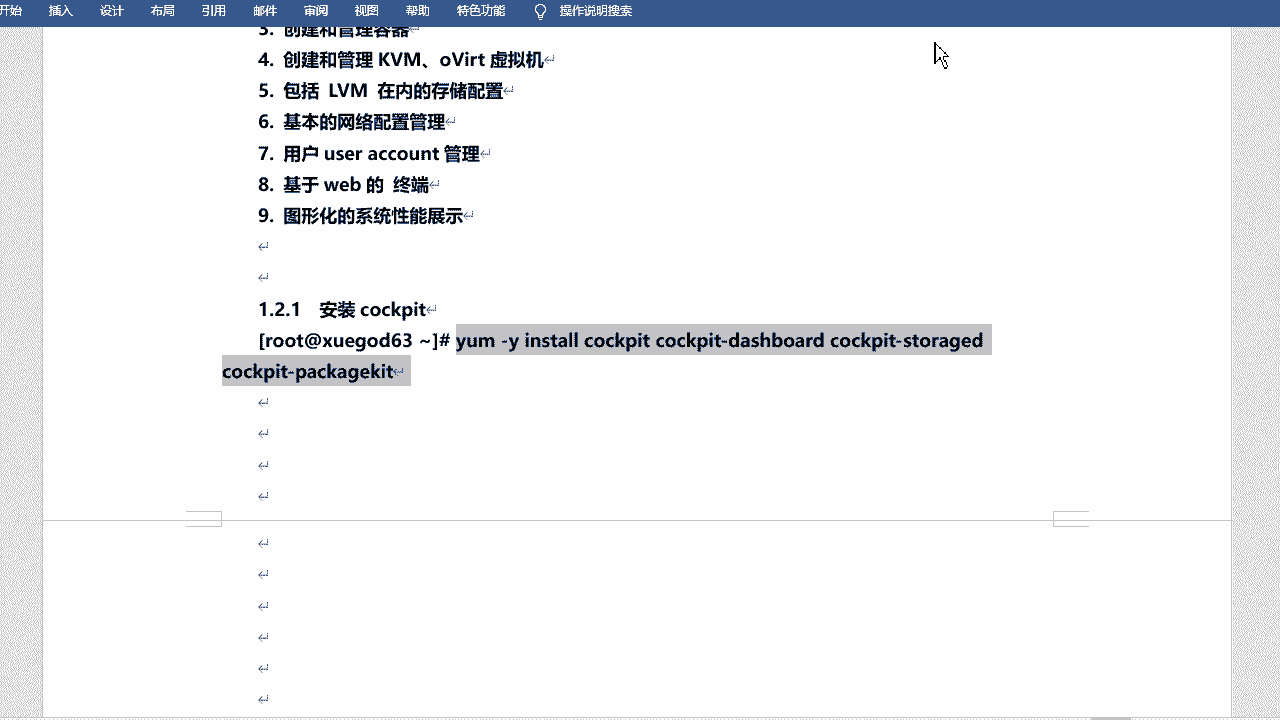 开始 插入 设计 布局 引用 邮件 审阅 视图 帮助 特色功能 操作说明搜索
3. 创建和管理容器
4. 创建和管理 KVM、oVirt 虚拟机
5. 包括 LVM 在内的存储配置
6. 基本的网络配置管理
7. 用户 user account 管理
8. 基于 web 的 终端
9. 图形化的系统性能展示
1.2.1 安装 cockpit
[root@xuegod63 ~]# yum -y install cockpit cockpit-dashboard cockpit-storaged
cockpit-packagekit